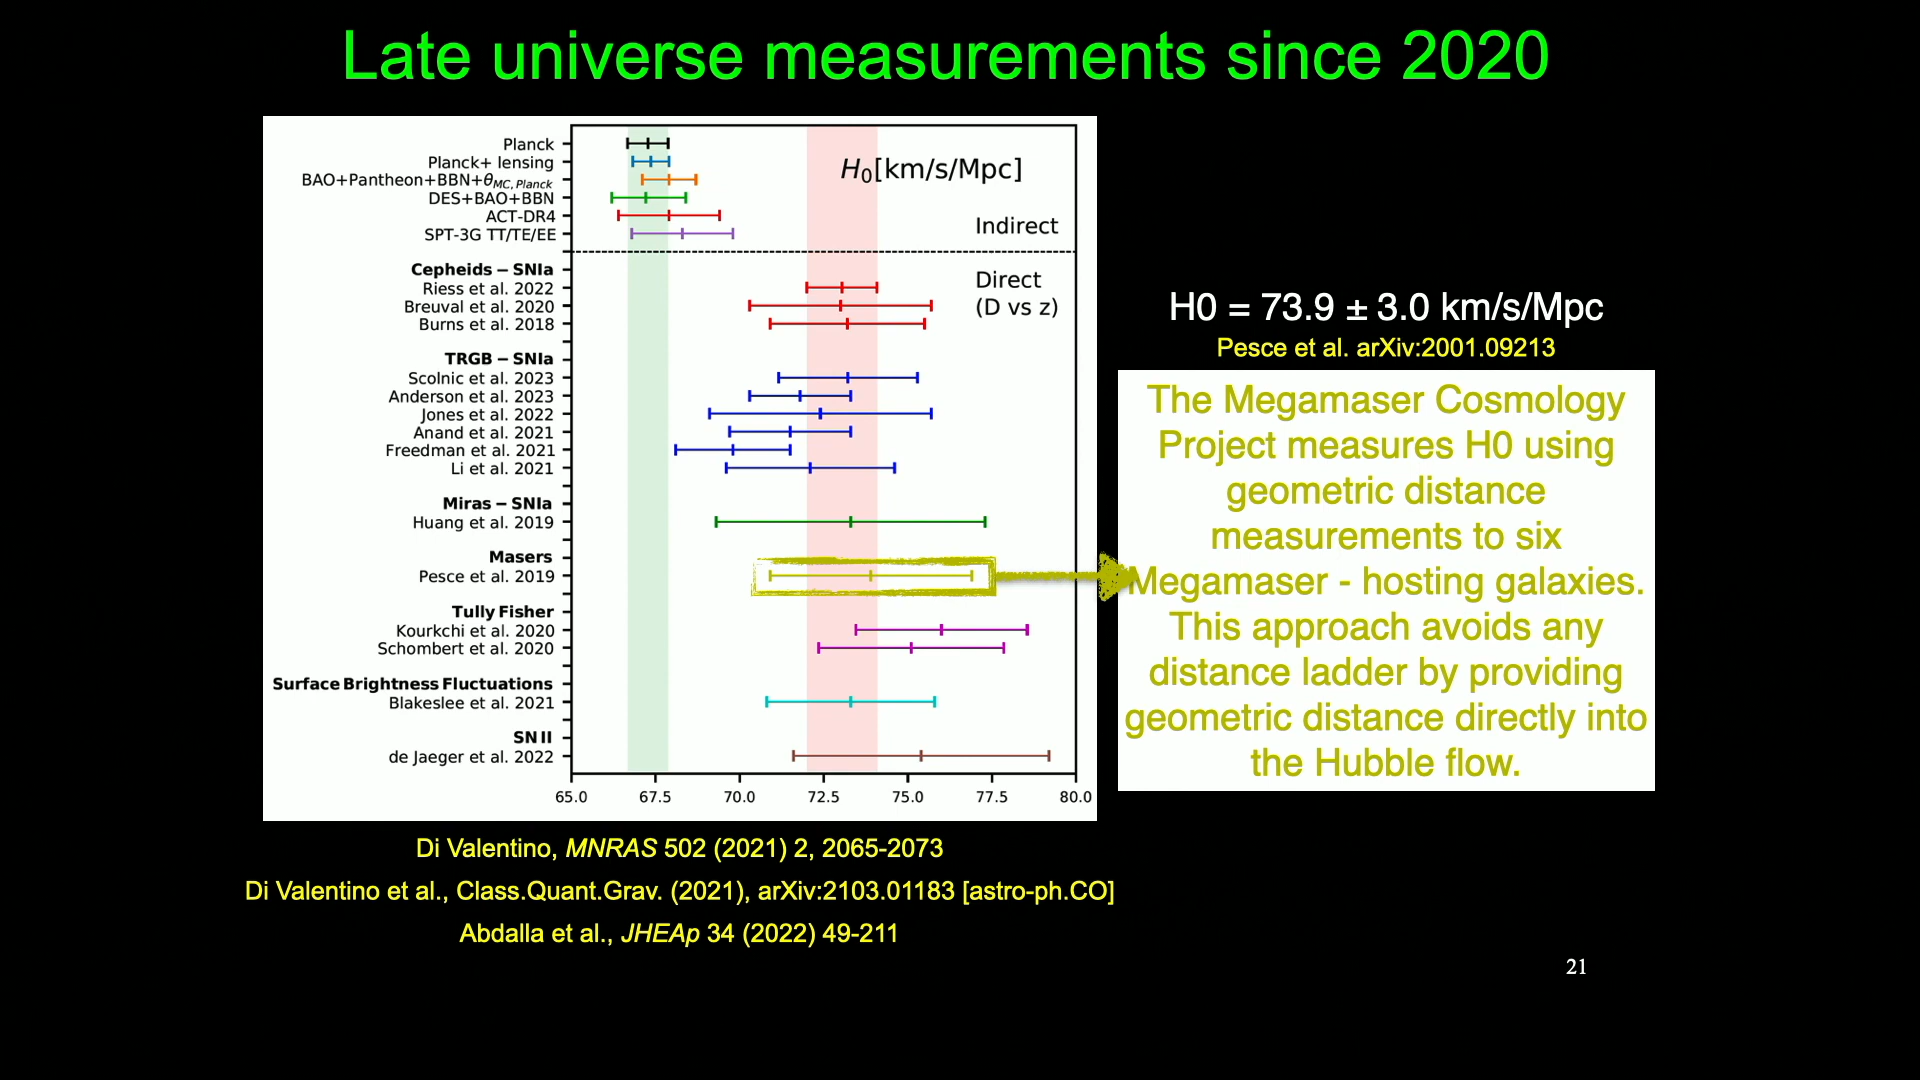 Late universe measurements since 2020
Planck
Planck+ lensing
BAO+Pantheon+BBN+θMC, Planck
DES+BAO+BBN
ACT-DR4
SPT-3G TT/TE/EE
H0[km/s/Mpc]
Indirect
Cepheids – SNIa
Riess et al. 2022
Breuval et al. 2020
Burns et al. 2018
Direct
(D vs z)
TRGB – SNIa
Scolnic et al. 2023
Anderson et al. 2023
Jones et al. 2022
Anand et al. 2021
Freedman et al. 2021
Li et al. 2021
Miras – SNIa
Huang et al. 2019
Masers
Pesce et al. 2019
Tully Fisher
Kourkchi et al. 2020
Schombert et al. 2020
Surface Brightness Fluctuations
Blakeslee et al. 2021
SN II
de Jaeger et al. 2022
65.0 67.5 70.0 72.5 75.0 77.5 80.0
H0 = 73.9 ± 3.0 km/s/Mpc
Pesce et al. arXiv:2001.09213
The Megamaser Cosmology
Project measures H0 using
geometric distance
measurements to six
Megamaser - hosting galaxies.
This approach avoids any
distance ladder by providing
geometric distance directly into
the Hubble flow.
Di Valentino, MNRAS 502 (2021) 2, 2065-2073
Di Valentino et al., Class.Quant.Grav. (2021), arXiv:2103.01183 [astro-ph.CO]
Abdalla et al., JHEAp 34 (2022) 49-211
21